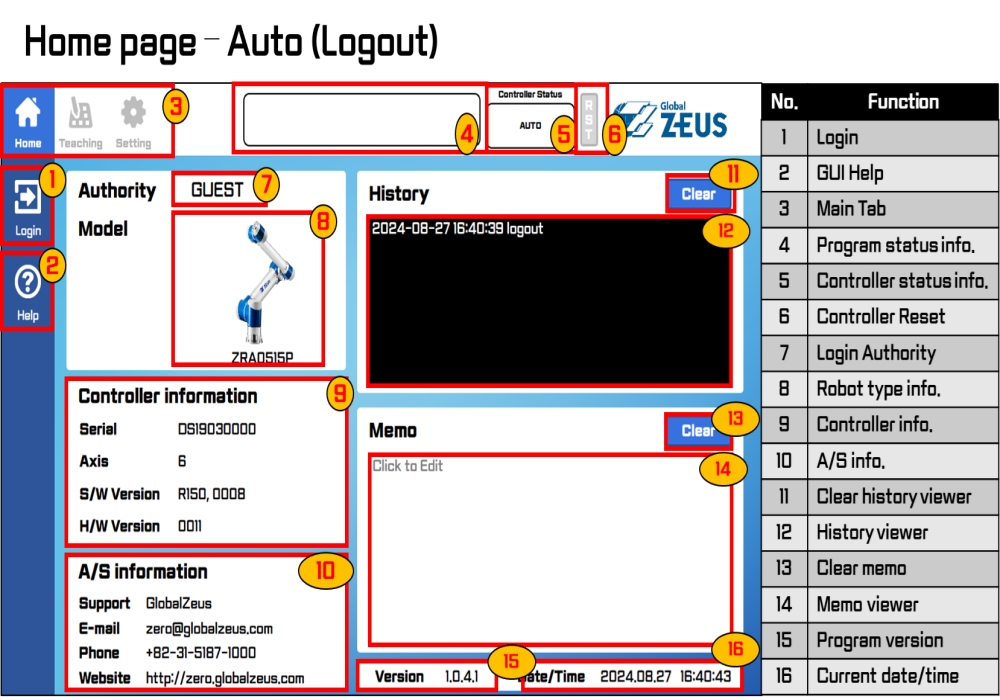 Home page – Auto (Logout)
Home
Teaching
Setting
3
4
Controller Status
AUTO
5
RST
6
Global
ZEUS
1
Login
2
Help
Authority GUEST 7
Model
8
ZRA0515P
Controller information 9
Serial DS19030000
Axis 6
S/W Version R150, 0008
H/W Version 0011
A/S information 10
Support GlobalZeus
E-mail zero@globalzeus.com
Phone +82-31-5187-1000
Website http://zero.globalzeus.com
History
Clear
11
2024-08-27 16:40:39 logout
12
Memo
Clear
13
Click to Edit
14
Version 1.0.4.1
15
Date/Time 2024.08.27 16:40:43
16
No. Function
1 Login
2 GUI Help
3 Main Tab
4 Program status info.
5 Controller status info.
6 Controller Reset
7 Login Authority
8 Robot type info.
9 Controller info.
10 A/S info.
11 Clear history viewer
12 History viewer
13 Clear memo
14 Memo viewer
15 Program version
16 Current date/time